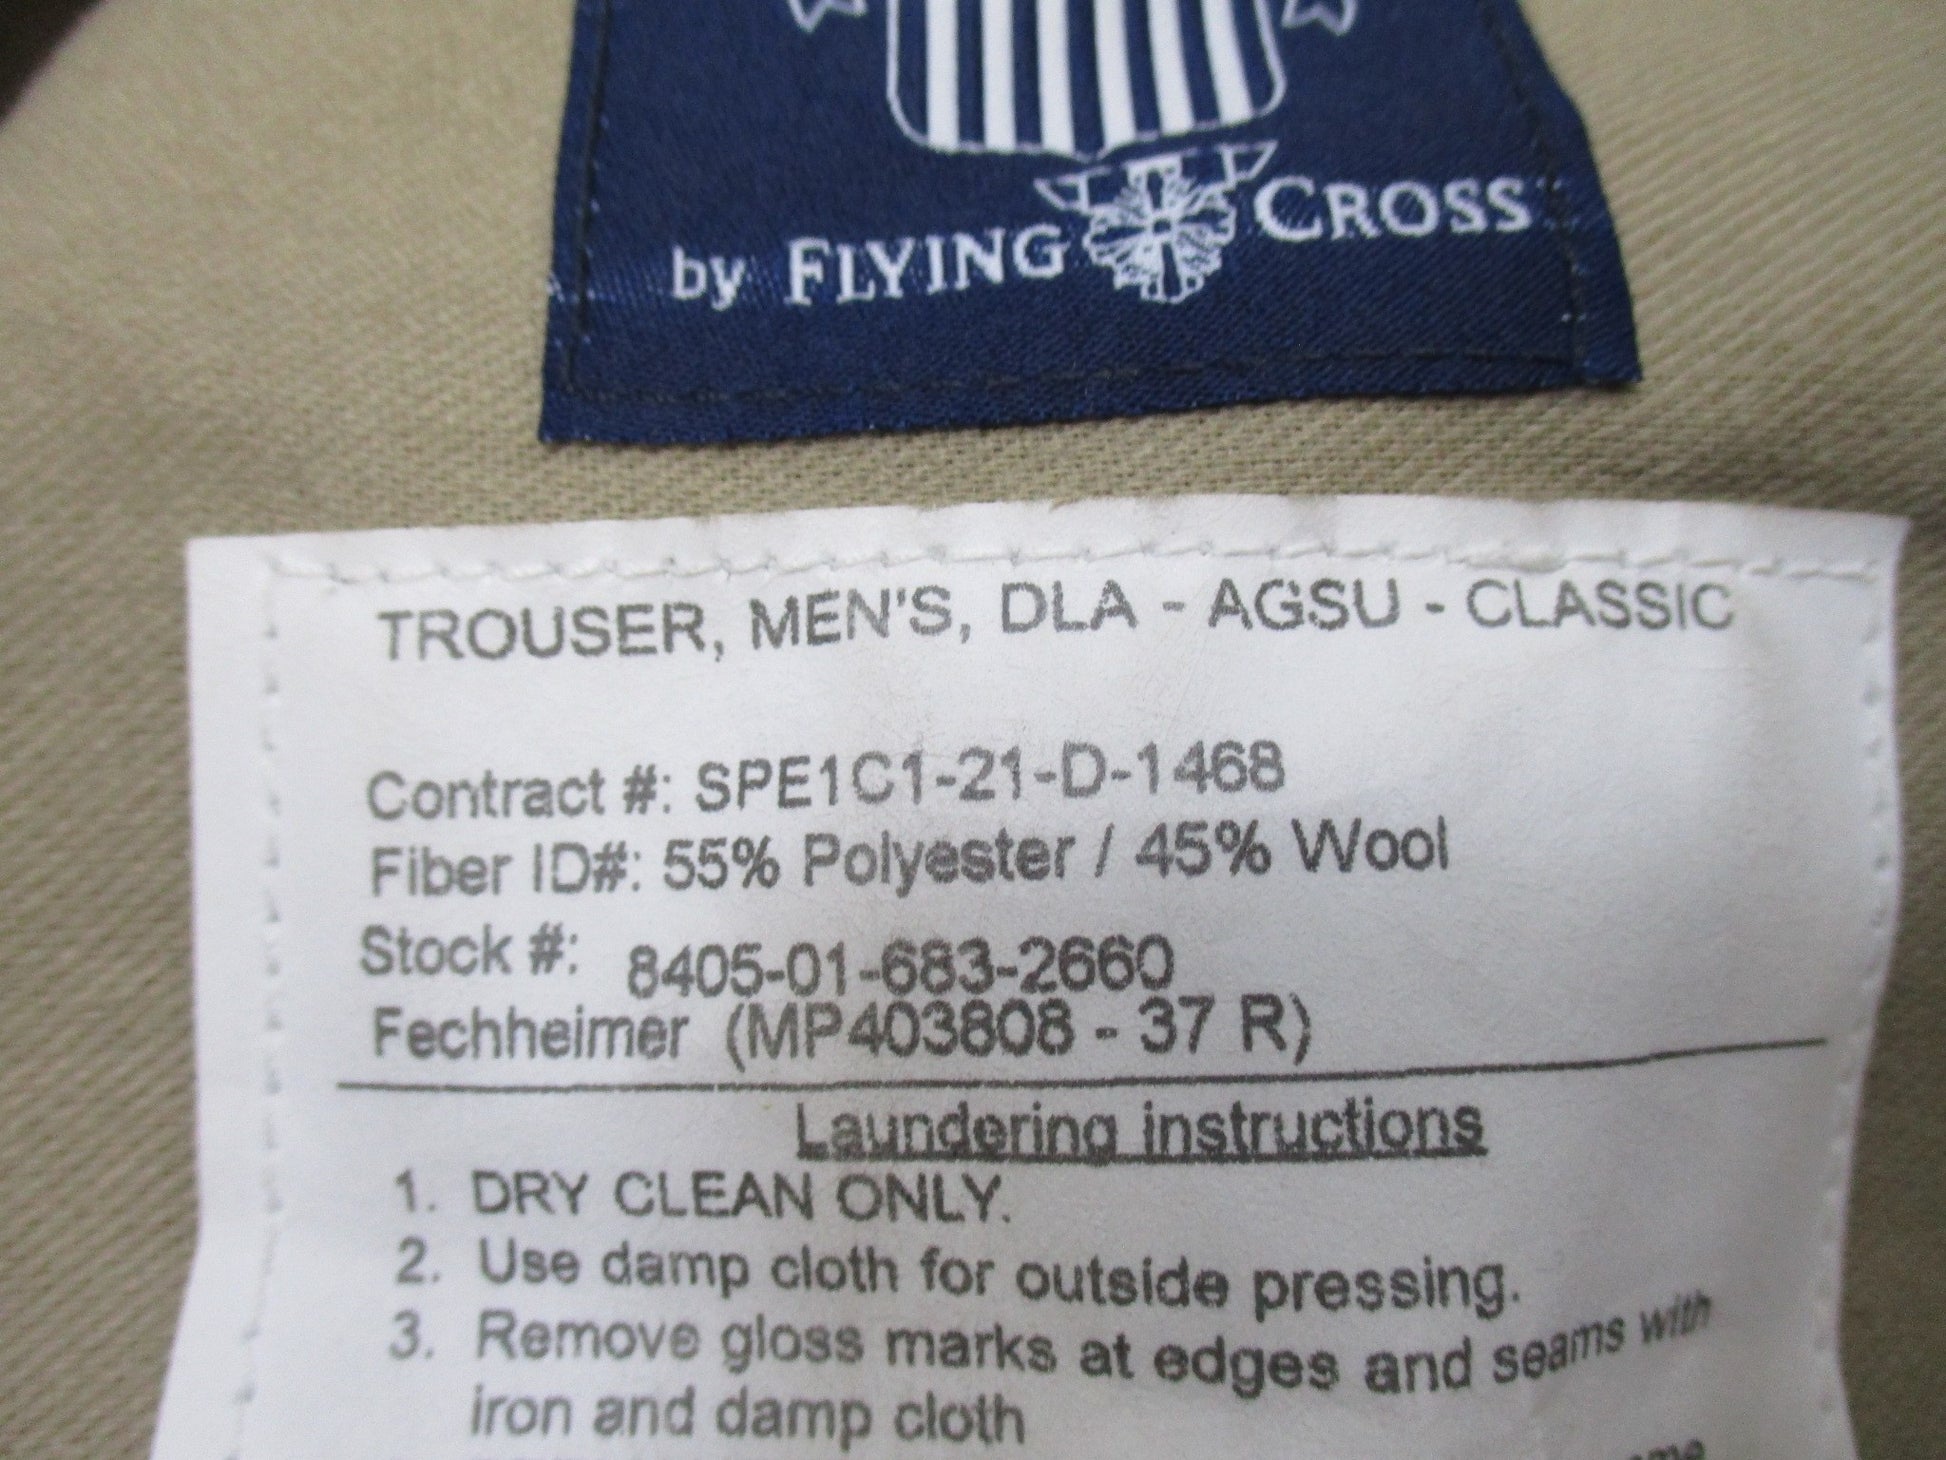 by FLYING CROSS
TROUSER, MEN'S, DLA - AGSU - CLASSIC
Contract #: SPE1C1-21-D-1468
Fiber ID#: 55% Polyester / 45% Wool
Stock #: 8405-01-683-2660
Fechheimer (MP403808 - 37 R)
Laundering instructions
1. DRY CLEAN ONLY.
2. Use damp cloth for outside pressing.
3. Remove gloss marks at edges and seams with
iron and damp cloth